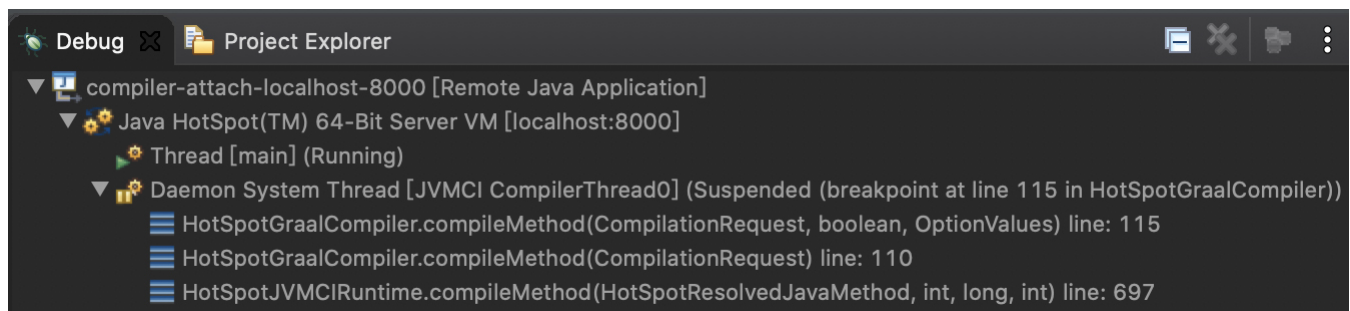 Debug Project Explorer
compiler-attach-localhost-8000 [Remote Java Application]
Java HotSpot(TM) 64-Bit Server VM [localhost:8000]
Thread [main] (Running)
Daemon System Thread [JVMCI CompilerThread0] (Suspended (breakpoint at line 115 in HotSpotGraalCompiler))
HotSpotGraalCompiler.compileMethod(CompilationRequest, boolean, OptionValues) line: 115
HotSpotGraalCompiler.compileMethod(CompilationRequest) line: 110
HotSpotJVMCIRuntime.compileMethod(HotSpotResolvedJavaMethod, int, long, int) line: 697